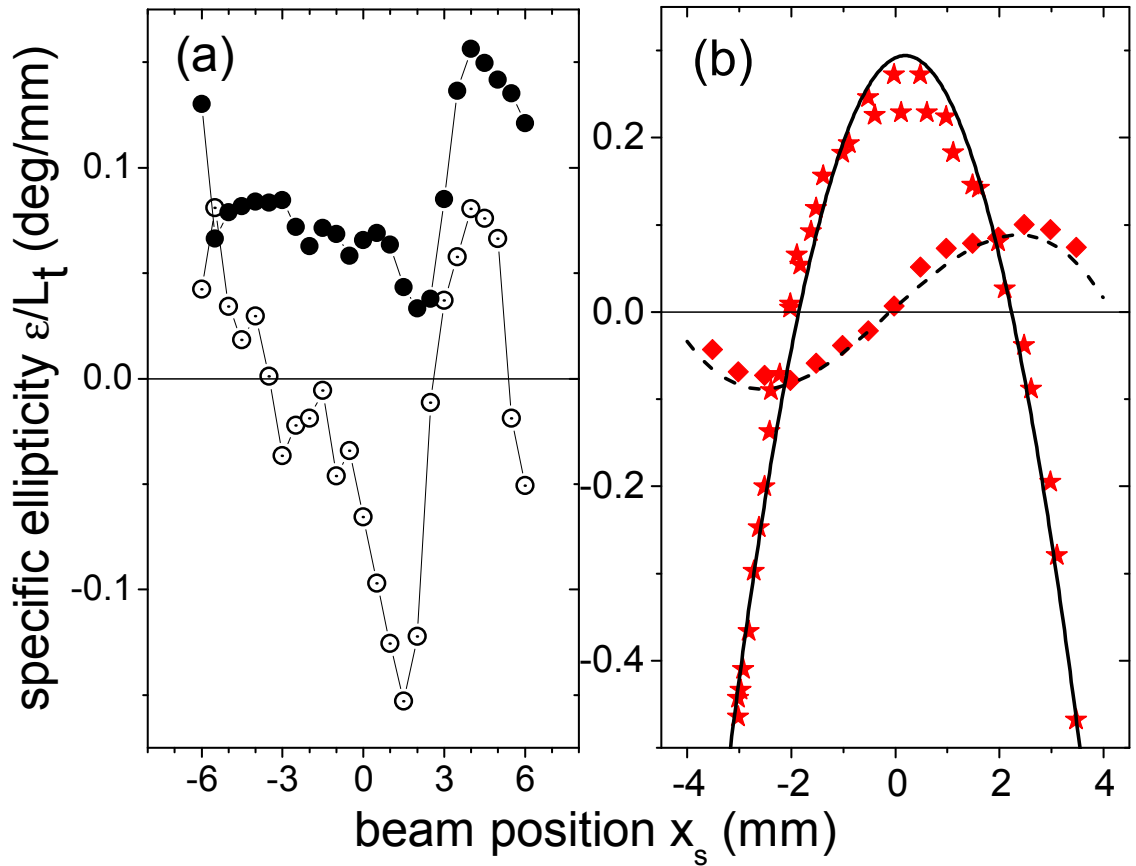 (a)
(b)
specific ellipticity ε/Lt (deg/mm)
0.1
0.0
-0.1
0.2
0.0
-0.2
-0.4
-6 -3 0 3 6
-4 -2 0 2 4
beam position xs (mm)